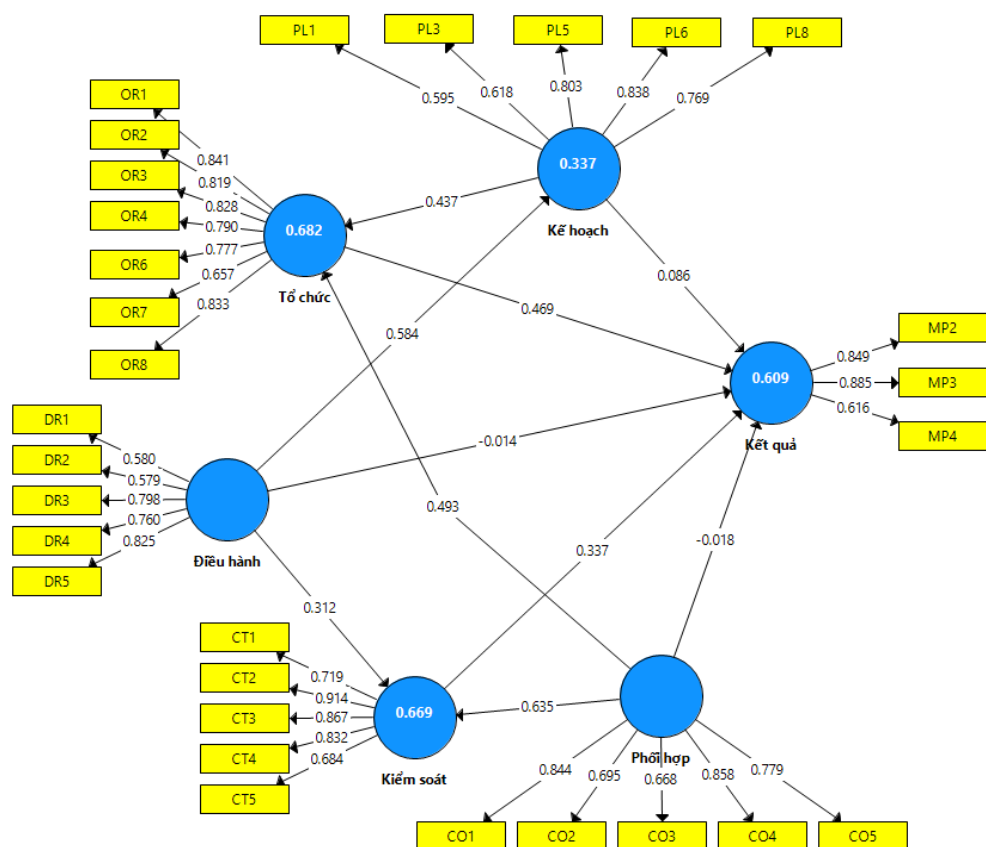 PL1
PL3
PL5
PL6
PL8
0.595
0.618
0.803
0.838
0.769
OR1
OR2
OR3
OR4
OR6
OR7
OR8
0.841
0.819
0.828
0.790
0.777
0.657
0.833
0.682
Tổ chức
0.337
Kế hoạch
0.437
0.086
0.584
0.469
0.609
Kết quả
MP2
MP3
MP4
0.849
0.885
0.616
DR1
DR2
DR3
DR4
DR5
0.580
0.579
0.798
0.760
0.825
Điều hành
-0.014
0.493
0.337
-0.018
0.312
CT1
CT2
CT3
CT4
CT5
0.719
0.914
0.867
0.832
0.684
0.669
Kiểm soát
0.635
Phối hợp
0.844
0.695
0.668
0.858
0.779
CO1
CO2
CO3
CO4
CO5